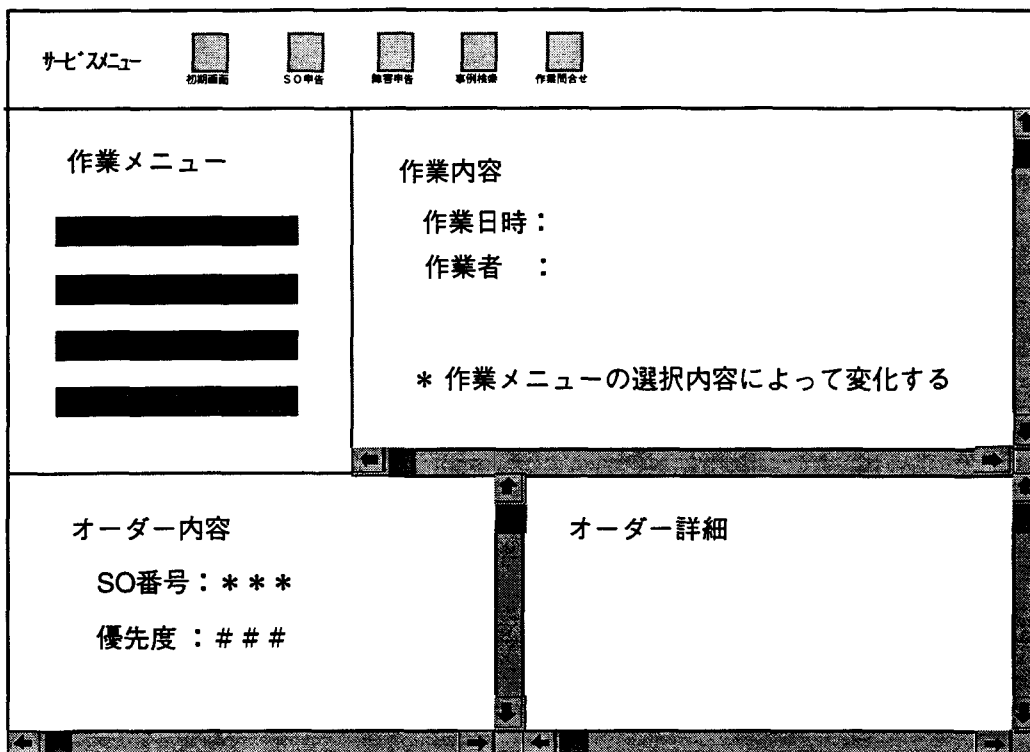 サービスメニュー
初期画面 SO申告 障害申告 事例検索 作業問合せ
作業メニュー
作業内容
作業日時：
作業者　：
＊ 作業メニューの選択内容によって変化する
オーダー内容
SO番号：＊＊＊
優先度 ：＃＃＃
オーダー詳細